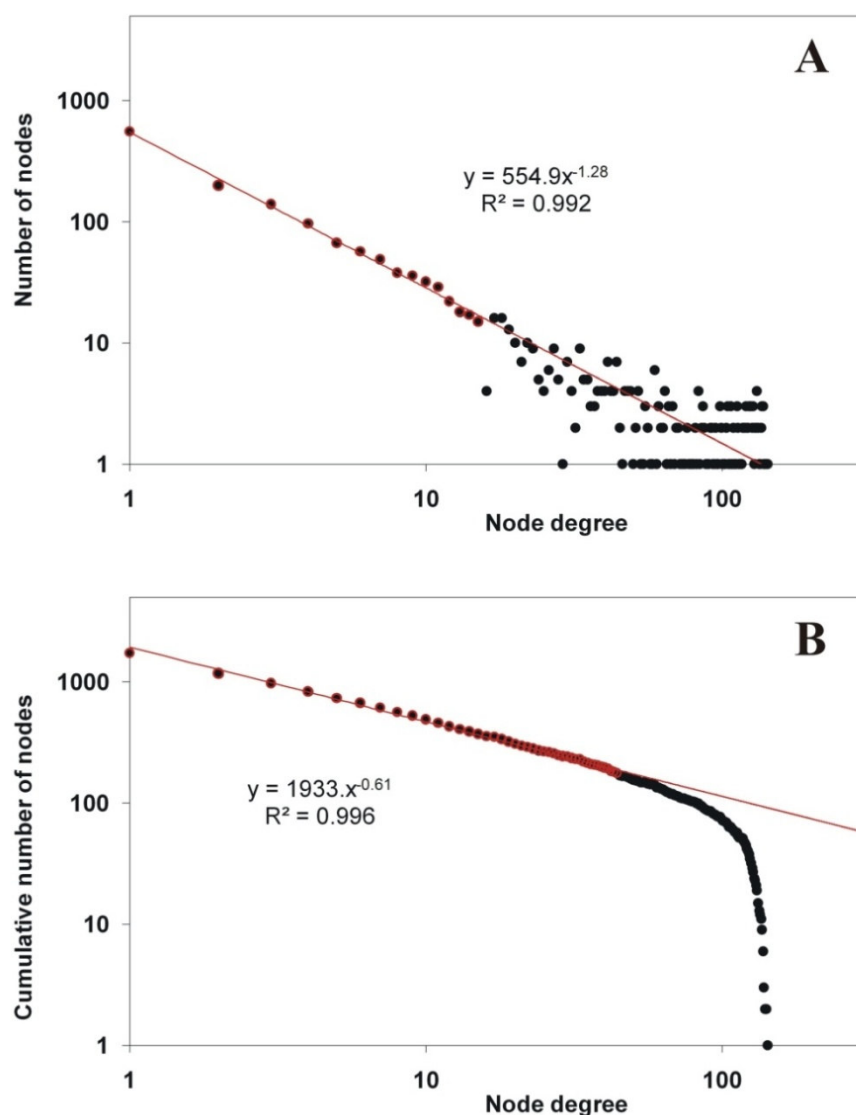 A
Number of nodes
1000
100
10
1
y = 554.9x^-1.28
R² = 0.992
1 10 100
Node degree
B
Cumulative number of nodes
1000
100
10
1
y = 1933.x^-0.61
R² = 0.996
1 10 100
Node degree